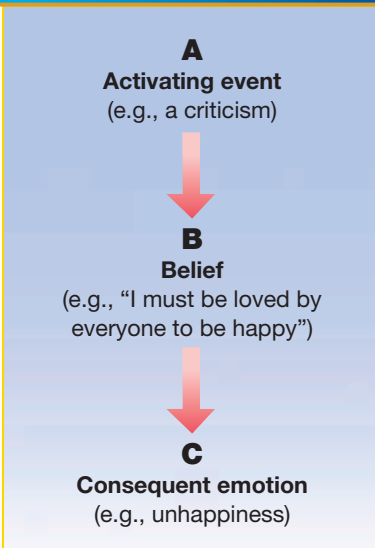 A
Activating event
(e.g., a criticism)
B
Belief
(e.g., “I must be loved by
everyone to be happy”)
C
Consequent emotion
(e.g., unhappiness)